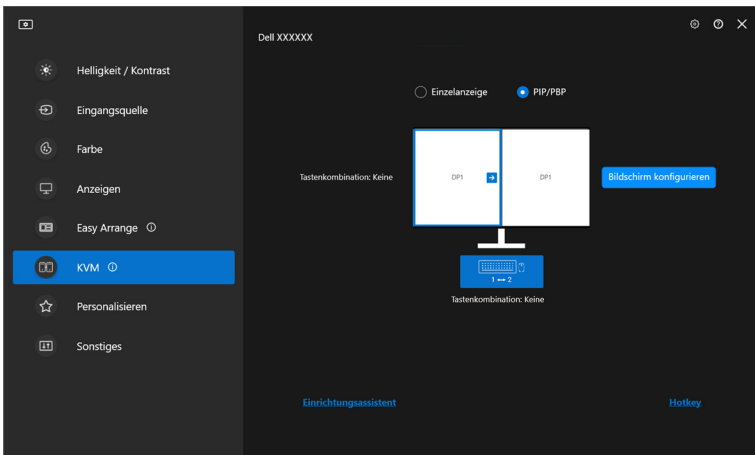 Dell XXXXXX
Helligkeit / Kontrast
Eingangsquelle
Farbe
Anzeigen
Easy Arrange
KVM
Personalisieren
Sonstiges
Einzelanzeige
PIP/PBP
Tastenkombination: Keine
DP1
DP1
Bildschirm konfigurieren
1 ↔ 2
Tastenkombination: Keine
Einrichtungsassistent
Hotkey